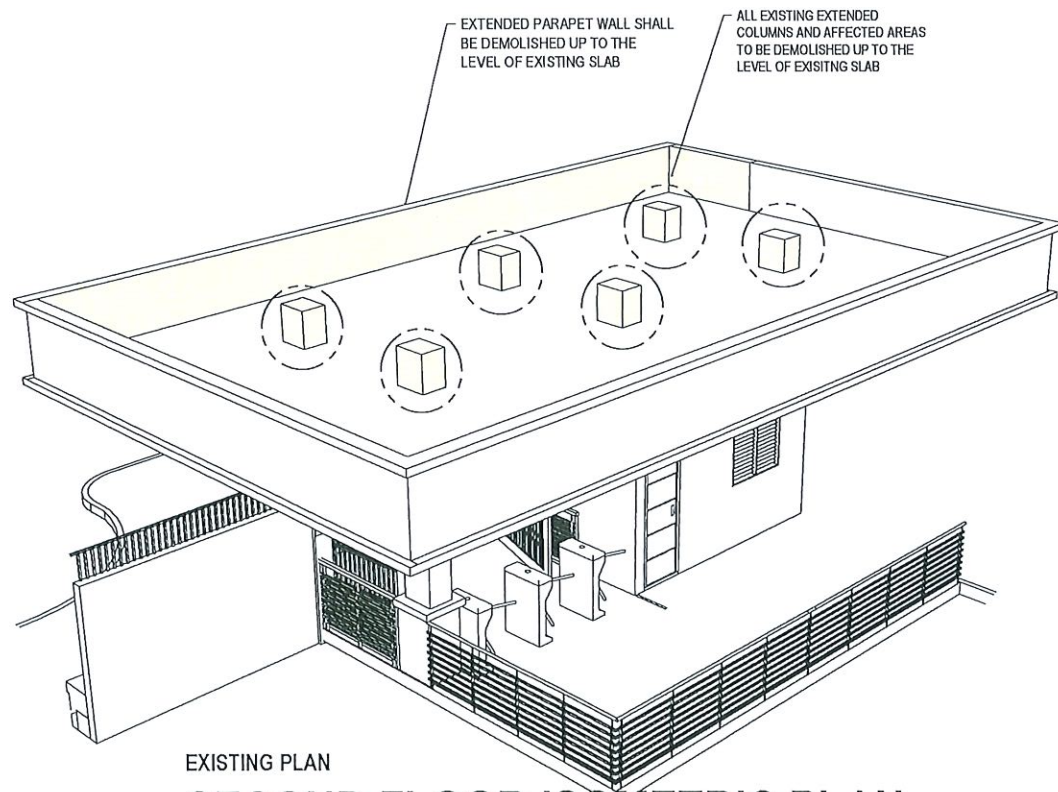 EXTENDED PARAPET WALL SHALL
BE DEMOLISHED UP TO THE
LEVEL OF EXISTING SLAB
ALL EXISTING EXTENDED
COLUMNS AND AFFECTED AREAS
TO BE DEMOLISHED UP TO THE
LEVEL OF EXISITNG SLAB
EXISTING PLAN